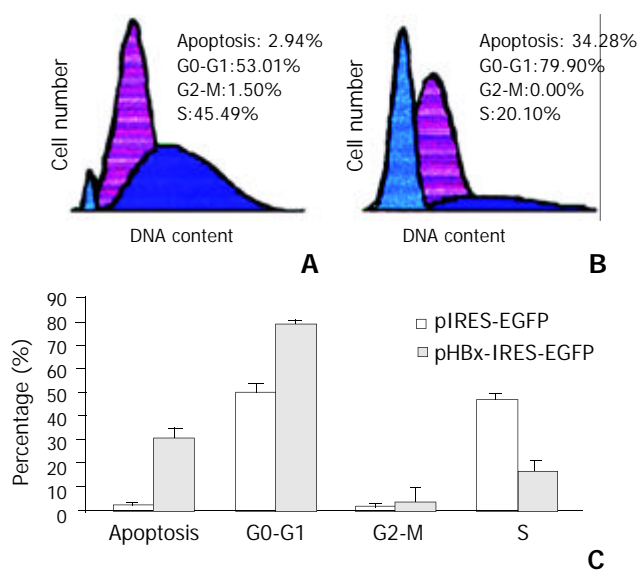 Cell number
Apoptosis: 2.94%
G0-G1:53.01%
G2-M:1.50%
S:45.49%
DNA content
A
Cell number
Apoptosis: 34.28%
G0-G1:79.90%
G2-M:0.00%
S:20.10%
DNA content
B
Percentage (%)
90
80
70
60
50
40
30
20
10
0
pIRES-EGFP
pHBx-IRES-EGFP
Apoptosis
G0-G1
G2-M
S
C